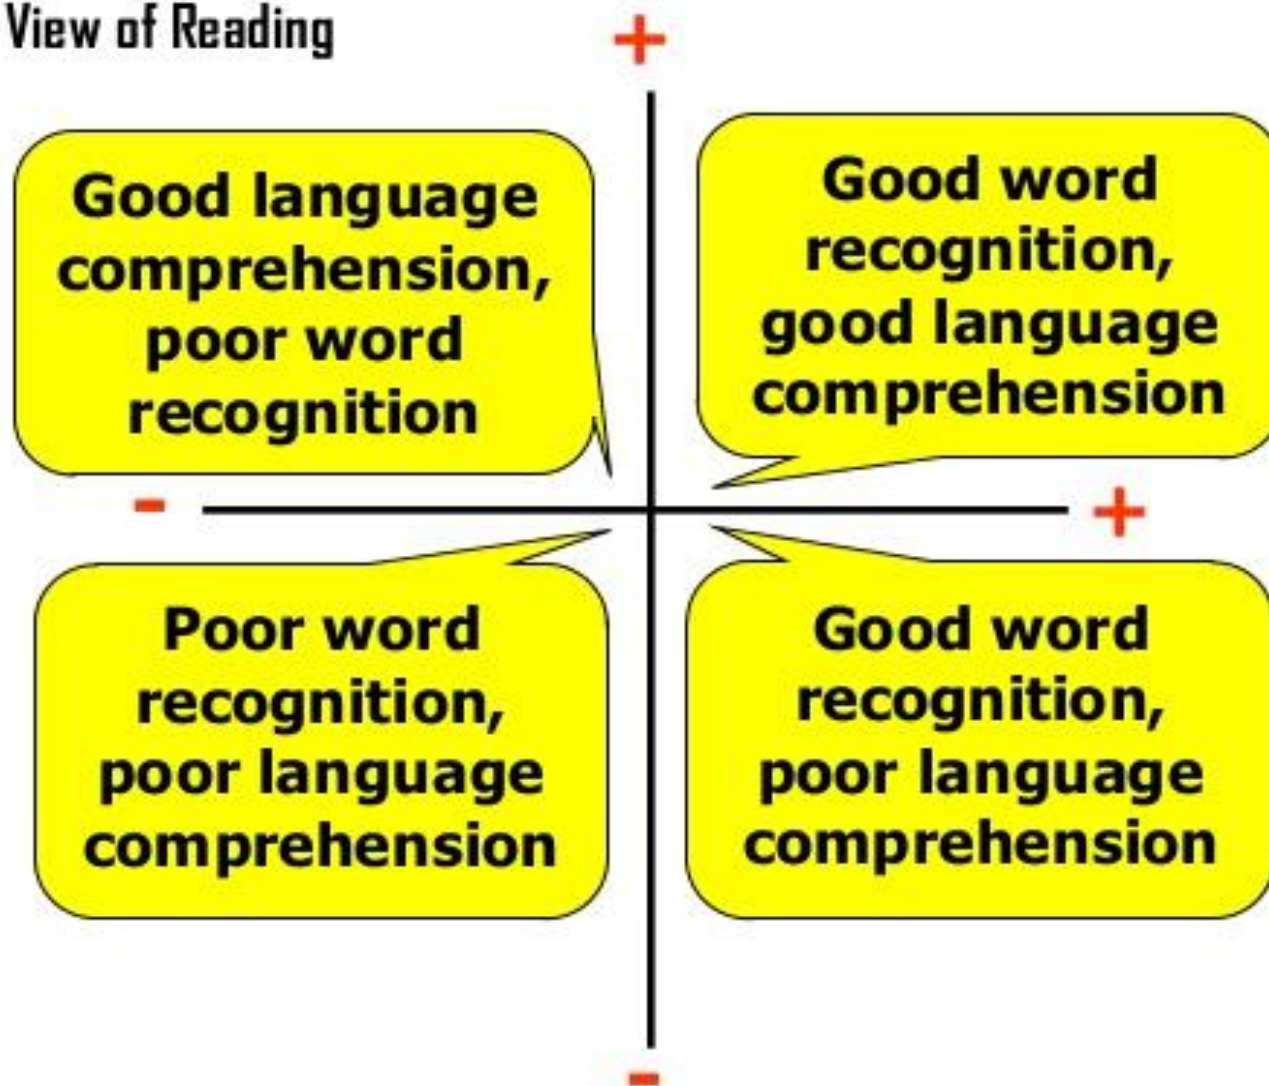 View of Reading
+
Good language
comprehension,
poor word
recognition
Good word
recognition,
good language
comprehension
-
+
Poor word
recognition,
poor language
comprehension
Good word
recognition,
poor language
comprehension
-